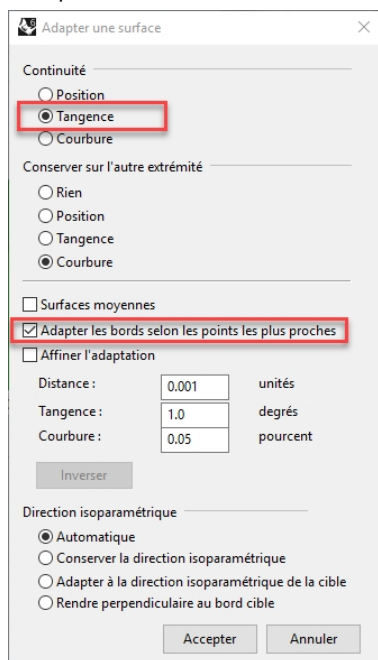 Adapter une surface
Continuité
Position
Tangence
Courbure
Conserver sur l'autre extrémité
Rien
Position
Tangence
Courbure
Surfaces moyennes
Adapter les bords selon les points les plus proches
Affiner l'adaptation
Distance : 0.001 unités
Tangence : 1.0 degrés
Courbure : 0.05 pourcent
Inverser
Direction isoparamétrique
Automatique
Conserver la direction isoparamétrique
Adapter à la direction isoparamétrique de la cible
Rendre perpendiculaire au bord cible
Accepter Annuler